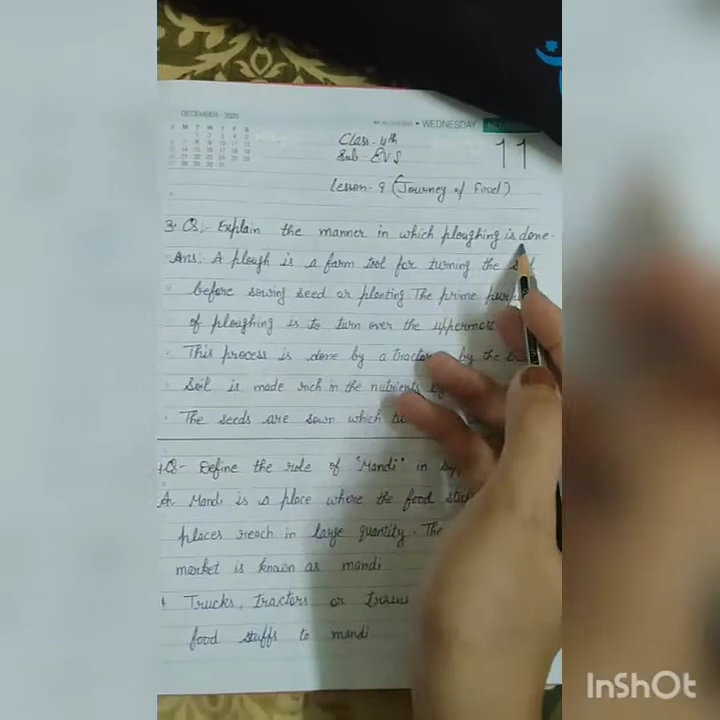 DECEMBER - 2020
WEDNESDAY
11
Class - 4th
Sub - EVS
Lesson - 9 (Journey of Food)
3. QS:- Explain the manner in which ploughing is done.
Ans: A plough is a farm tool for turning the
before sowing seed or planting The prime
of ploughing is to turn over the uppermost
This process is done by a tractor by the
Soil is made rich in the nutrients
The seeds are sown which
QS- Define the role of "Mandi" in
A. Mandi is a place where the food
places reach in large quantity. The
market is known as mandi
Trucks, tractors or trains
food stuffs to mandi
InShOt